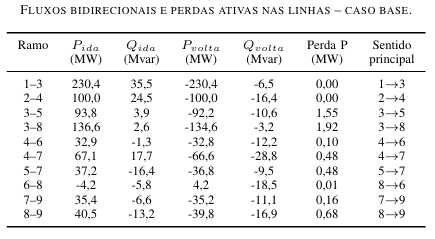 FLUXOS BIDIRECIONAIS E PERDAS ATIVAS NAS LINHAS – CASO BASE.
Ramo P_ida Q_ida P_volta Q_volta Perda P Sentido
(MW) (Mvar) (MW) (Mvar) (MW) principal
1–3 230,4 35,5 -230,4 -6,5 0,00 1→3
2–4 100,0 24,5 -100,0 -16,4 0,00 2→4
3–5 93,8 3,9 -92,2 -10,6 1,55 3→5
3–8 136,6 2,6 -134,6 -3,2 1,92 3→8
4–6 32,9 -1,3 -32,8 -12,2 0,10 4→6
4–7 67,1 17,7 -66,6 -28,8 0,48 4→7
5–7 37,2 -16,4 -36,8 -9,5 0,48 5→7
6–8 -4,2 -5,8 4,2 -18,5 0,01 8→6
7–9 35,4 -6,6 -35,2 -11,1 0,16 7→9
8–9 40,5 -13,2 -39,8 -16,9 0,68 8→9